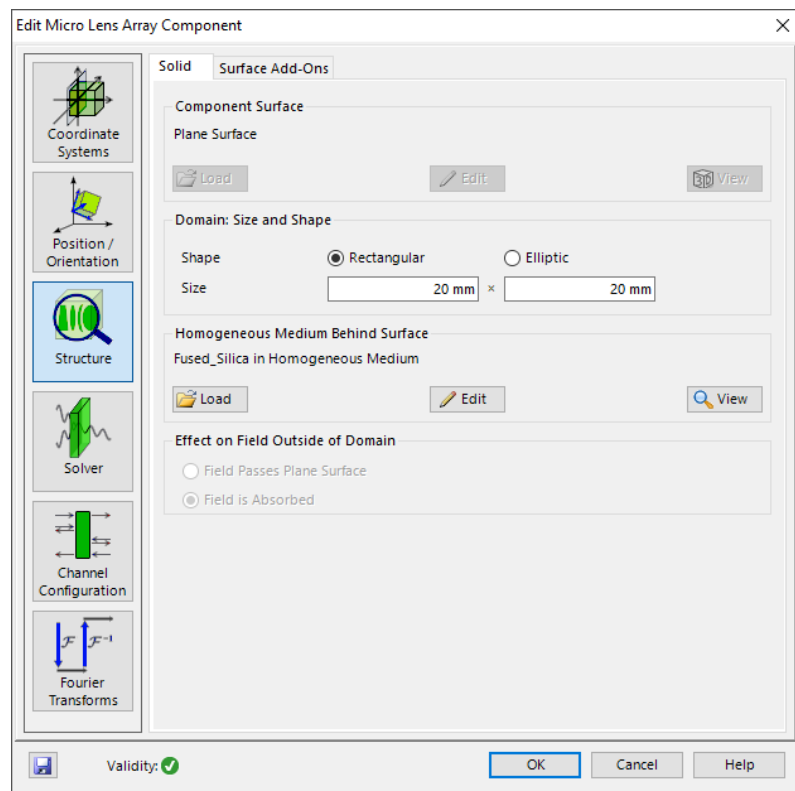 Edit Micro Lens Array Component
Coordinate
Systems
Position /
Orientation
Structure
Solver
Channel
Configuration
ℱ ℱ⁻¹
Fourier
Transforms
Solid Surface Add-Ons
Component Surface
Plane Surface
Load Edit 3D View
Domain: Size and Shape
Shape Rectangular Elliptic
Size 20 mm × 20 mm
Homogeneous Medium Behind Surface
Fused_Silica in Homogeneous Medium
Load Edit View
Effect on Field Outside of Domain
Field Passes Plane Surface
Field is Absorbed
Validity: OK Cancel Help